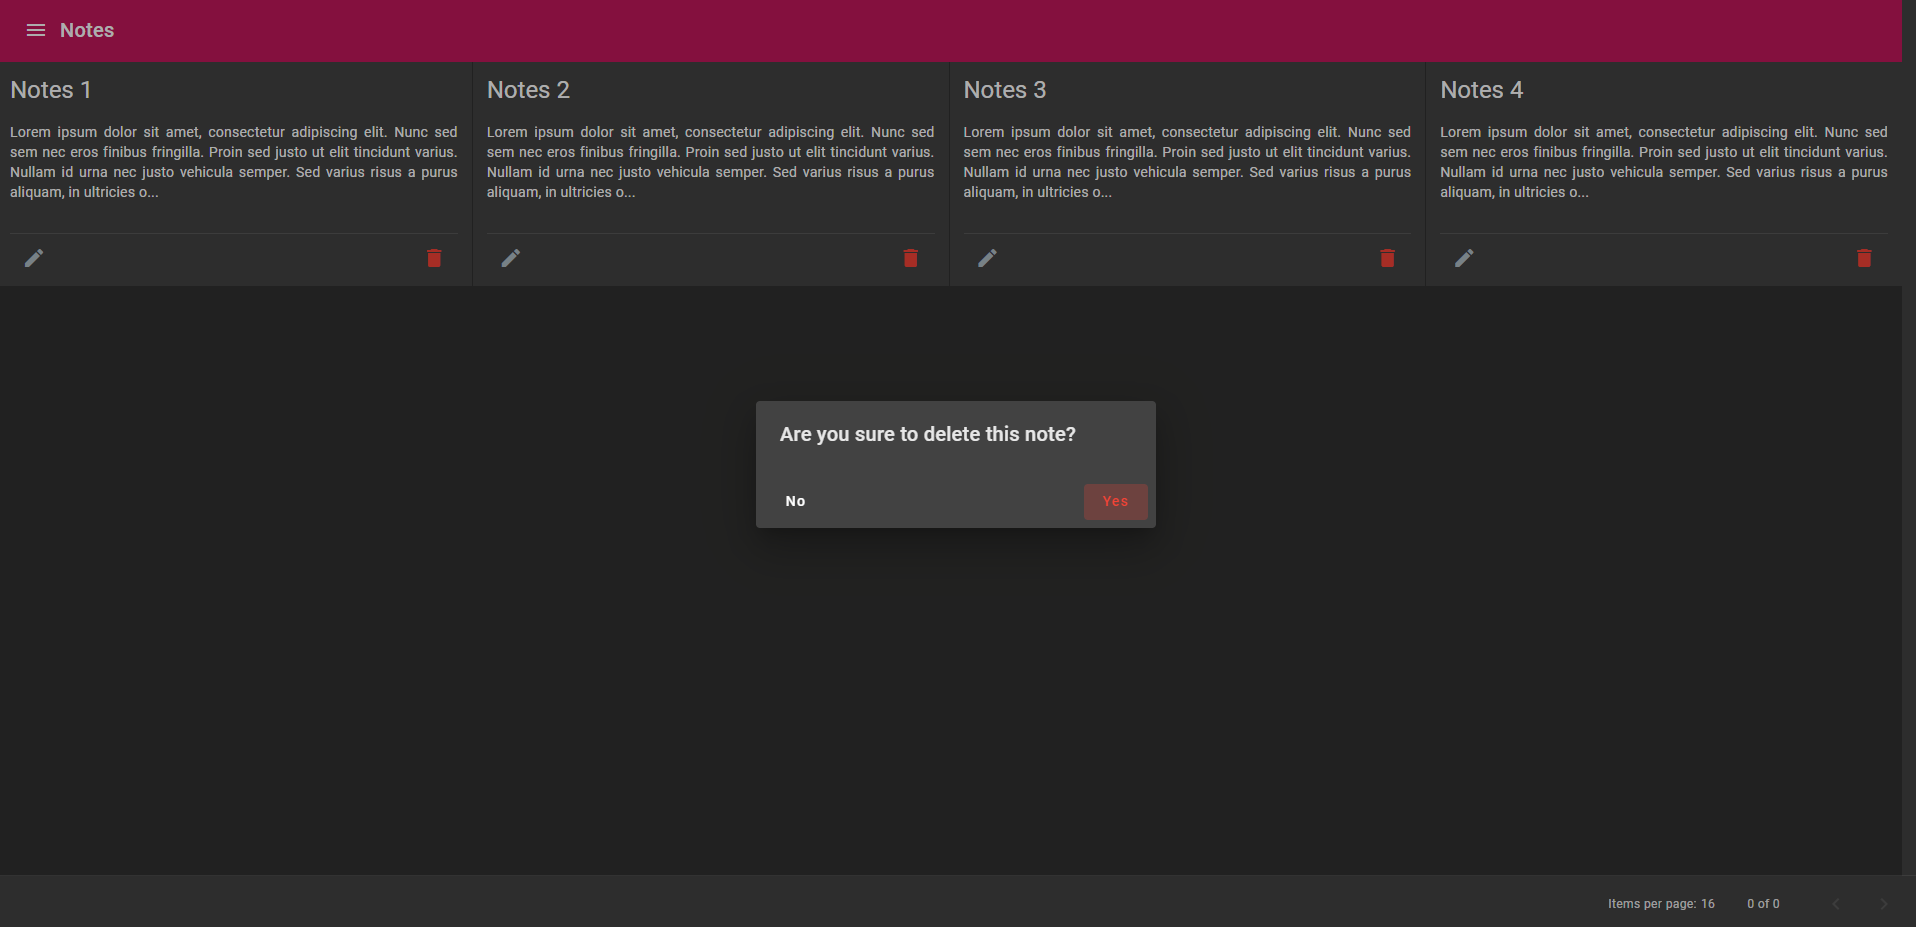 Notes
Notes 1
Lorem ipsum dolor sit amet, consectetur adipiscing elit. Nunc sed
sem nec eros finibus fringilla. Proin sed justo ut elit tincidunt varius.
Nullam id urna nec justo vehicula semper. Sed varius risus a purus
aliquam, in ultricies o...
Notes 2
Lorem ipsum dolor sit amet, consectetur adipiscing elit. Nunc sed
sem nec eros finibus fringilla. Proin sed justo ut elit tincidunt varius.
Nullam id urna nec justo vehicula semper. Sed varius risus a purus
aliquam, in ultricies o...
Notes 3
Lorem ipsum dolor sit amet, consectetur adipiscing elit. Nunc sed
sem nec eros finibus fringilla. Proin sed justo ut elit tincidunt varius.
Nullam id urna nec justo vehicula semper. Sed varius risus a purus
aliquam, in ultricies o...
Notes 4
Lorem ipsum dolor sit amet, consectetur adipiscing elit. Nunc sed
sem nec eros finibus fringilla. Proin sed justo ut elit tincidunt varius.
Nullam id urna nec justo vehicula semper. Sed varius risus a purus
aliquam, in ultricies o...
Are you sure to delete this note?
No
Yes
Items per page: 16
0 of 0